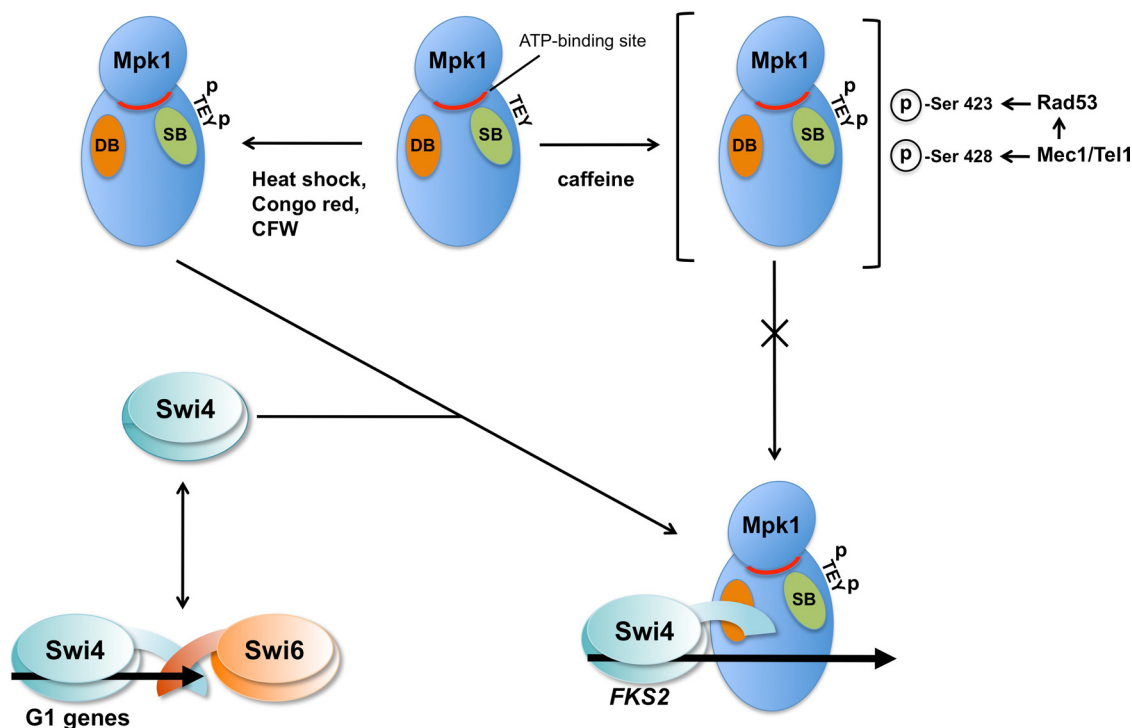 ATP-binding site
Mpk1
p
TEY
p
DB
SB
Heat shock,
Congo red,
CFW
Mpk1
TEY
DB
SB
caffeine
Mpk1
p
TEY
p
DB
SB
p -Ser 423
Rad53
p -Ser 428
Mec1/Tel1
Swi4
Swi4
Swi6
G1 genes
Mpk1
p
TEY
p
SB
Swi4
FKS2